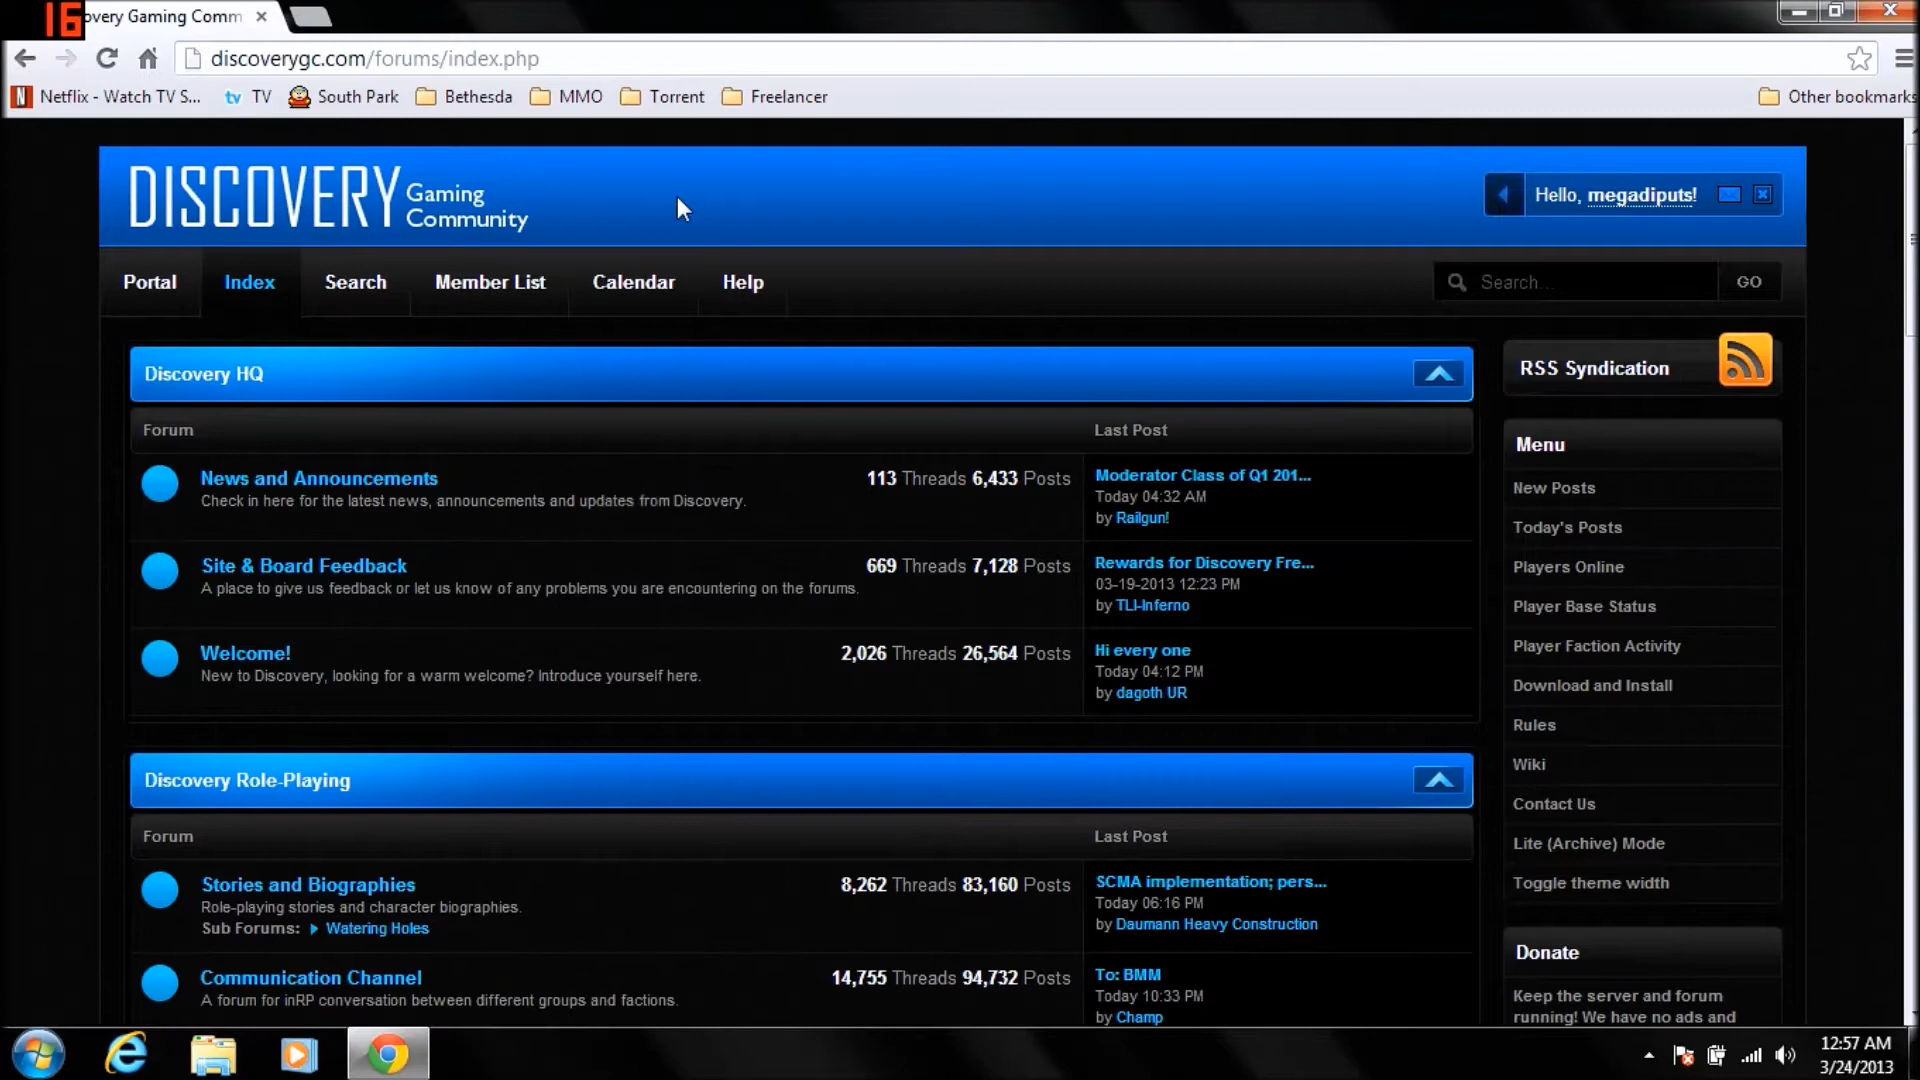 16
overy Gaming Comm
discoverygc.com/forums/index.php
Netflix - Watch TV S... tv TV South Park Bethesda MMO Torrent Freelancer Other bookmarks
DISCOVERY Gaming Community
Hello, megadiputs!
Portal Index Search Member List Calendar Help Search... GO
Discovery HQ
RSS Syndication
Forum Last Post
News and Announcements 113 Threads 6,433 Posts
Check in here for the latest news, announcements and updates from Discovery.
Moderator Class of Q1 201...
Today 04:32 AM
by Railgun!
Site & Board Feedback 669 Threads 7,128 Posts
A place to give us feedback or let us know of any problems you are encountering on the forums.
Rewards for Discovery Fre...
03-19-2013 12:23 PM
by TLI-Inferno
Welcome! 2,026 Threads 26,564 Posts
New to Discovery, looking for a warm welcome? Introduce yourself here.
Hi every one
Today 04:12 PM
by dagoth UR
Discovery Role-Playing
Forum Last Post
Stories and Biographies 8,262 Threads 83,160 Posts
Role-playing stories and character biographies.
Sub Forums: Watering Holes
SCMA implementation; pers...
Today 06:16 PM
by Daumann Heavy Construction
Communication Channel 14,755 Threads 94,732 Posts
A forum for inRP conversation between different groups and factions.
To: BMM
Today 10:33 PM
by Champ
Menu
New Posts
Today's Posts
Players Online
Player Base Status
Player Faction Activity
Download and Install
Rules
Wiki
Contact Us
Lite (Archive) Mode
Toggle theme width
Donate
Keep the server and forum
running! We have no ads and
12:57 AM
3/24/2013